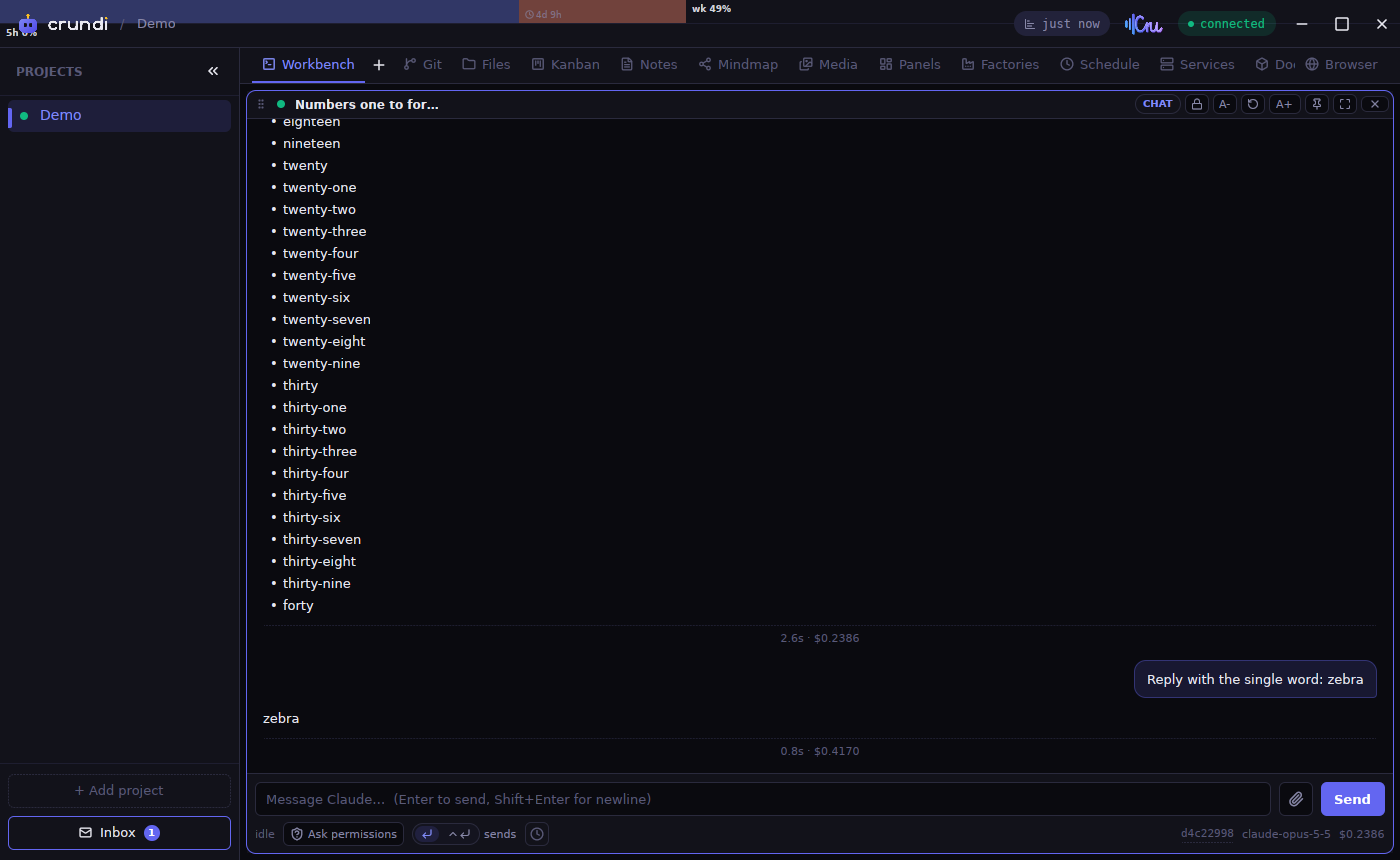 4d 9h
wk 49%
crundi / Demo
just now
connected
PROJECTS
Demo
+ Add project
Inbox 1
Workbench
Git
Files
Kanban
Notes
Mindmap
Media
Panels
Factories
Schedule
Services
Browser
Numbers one to for…
CHAT
A-
A+
• eighteen
• nineteen
• twenty
• twenty-one
• twenty-two
• twenty-three
• twenty-four
• twenty-five
• twenty-six
• twenty-seven
• twenty-eight
• twenty-nine
• thirty
• thirty-one
• thirty-two
• thirty-three
• thirty-four
• thirty-five
• thirty-six
• thirty-seven
• thirty-eight
• thirty-nine
• forty
2.6s · $0.2386
Reply with the single word: zebra
zebra
0.8s · $0.4170
Message Claude… (Enter to send, Shift+Enter for newline)
Send
idle
Ask permissions
sends
d4c22998 claude-opus-5-5 $0.2386